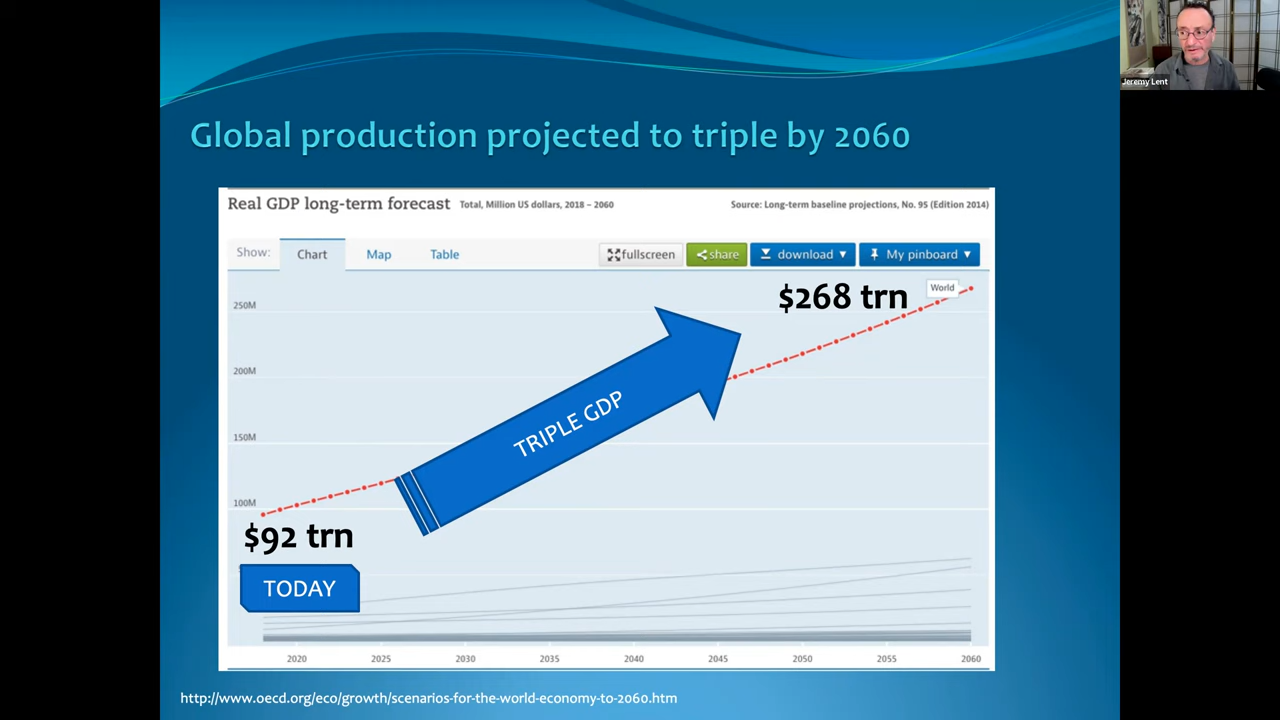 Jeremy Lent
Global production projected to triple by 2060
Real GDP long-term forecast Total, Million US dollars, 2018 – 2060 Source: Long-term baseline projections, No. 95 (Edition 2014)
Show: Chart Map Table fullscreen share download ▼ My pinboard ▼
$268 trn World
250M
200M
TRIPLE GDP
150M
100M
$92 trn
TODAY
2020 2025 2030 2035 2040 2045 2050 2055 2060
http://www.oecd.org/eco/growth/scenarios-for-the-world-economy-to-2060.htm